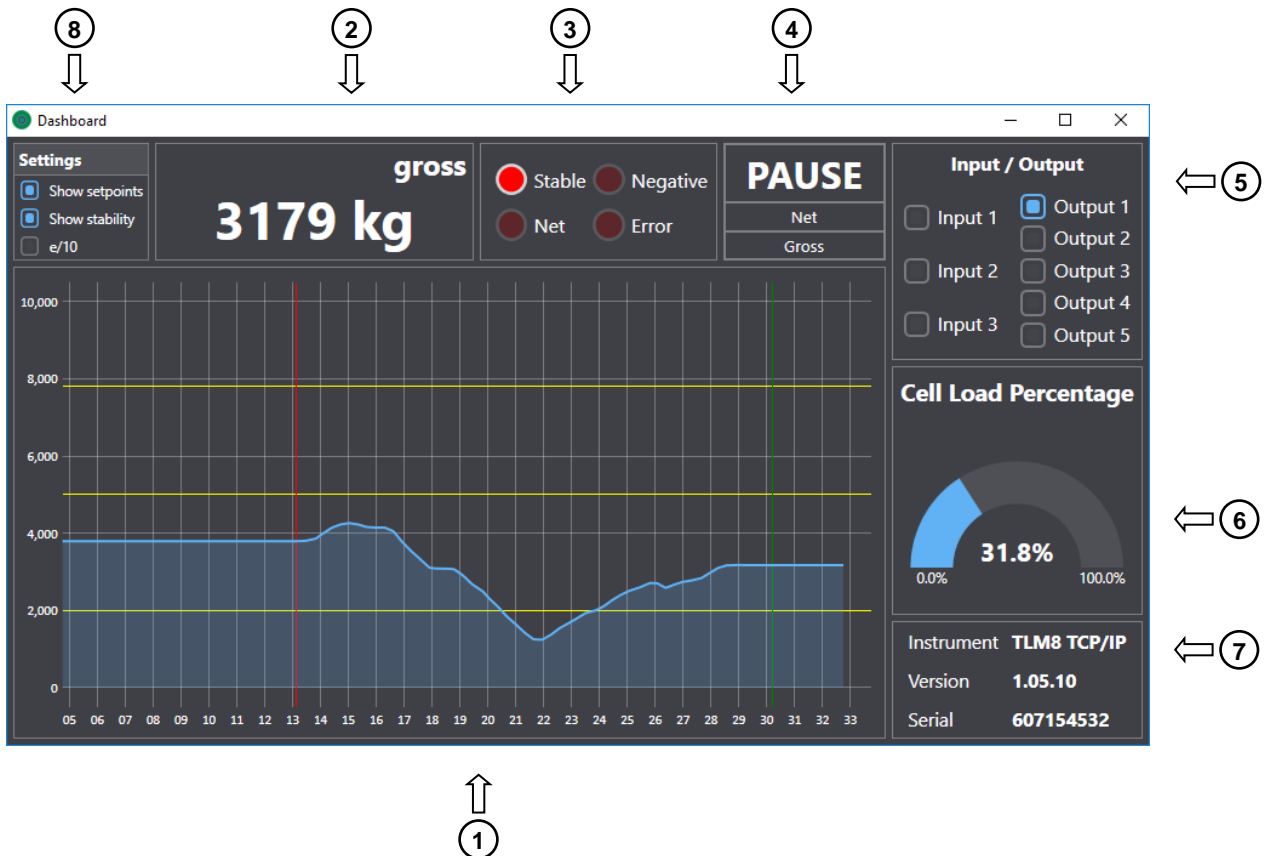 8
2
3
4
Dashboard
Settings
Show setpoints
Show stability
e/10
gross
3179 kg
Stable
Negative
Net
Error
PAUSE
Net
Gross
Input / Output
Input 1
Input 2
Input 3
Output 1
Output 2
Output 3
Output 4
Output 5
5
10,000
8,000
6,000
4,000
2,000
0
05 06 07 08 09 10 11 12 13 14 15 16 17 18 19 20 21 22 23 24 25 26 27 28 29 30 31 32 33
Cell Load Percentage
31.8%
0.0%
100.0%
6
Instrument TLM8 TCP/IP
Version 1.05.10
Serial 607154532
7
1